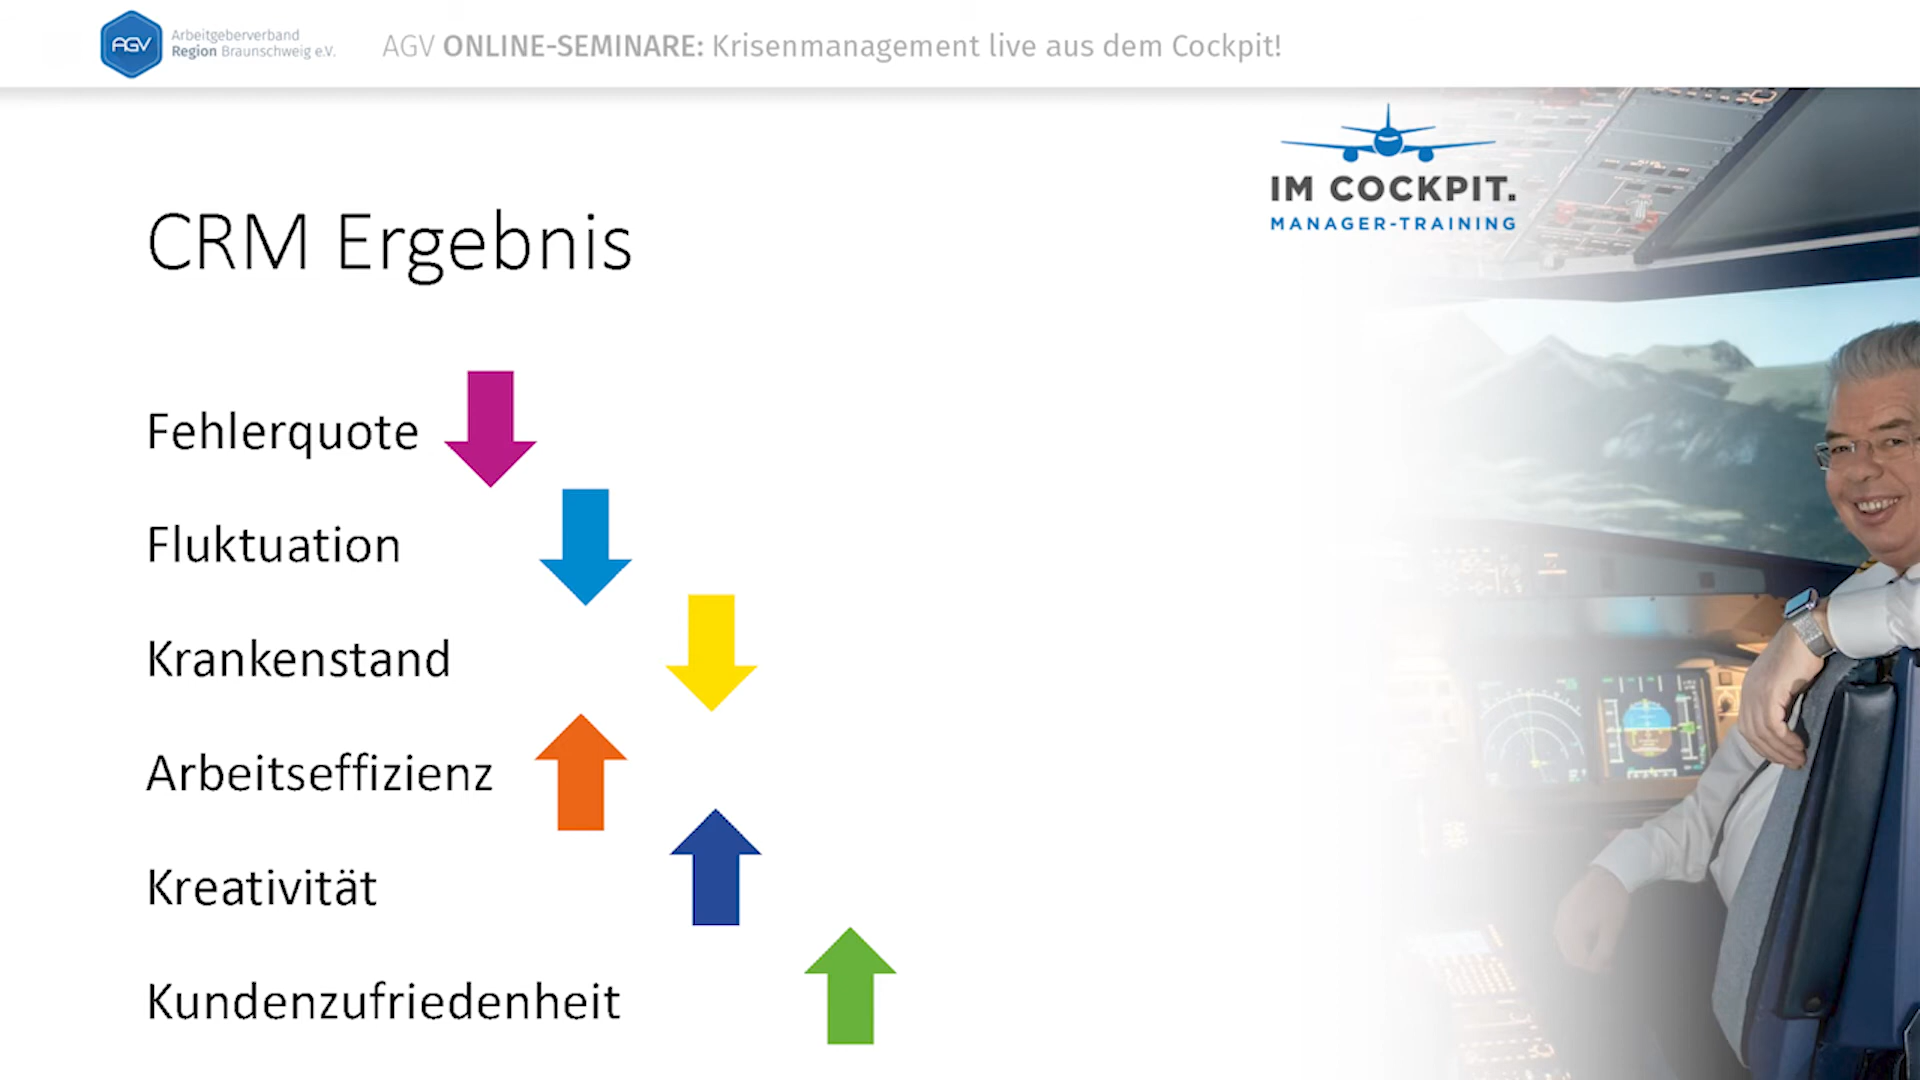 AGV
Arbeitgeberverband
Region Braunschweig e.V.
AGV ONLINE-SEMINARE: Krisenmanagement live aus dem Cockpit!
IM COCKPIT.
MANAGER-TRAINING
CRM Ergebnis
Fehlerquote
Fluktuation
Krankenstand
Arbeitseffizienz
Kreativität
Kundenzufriedenheit